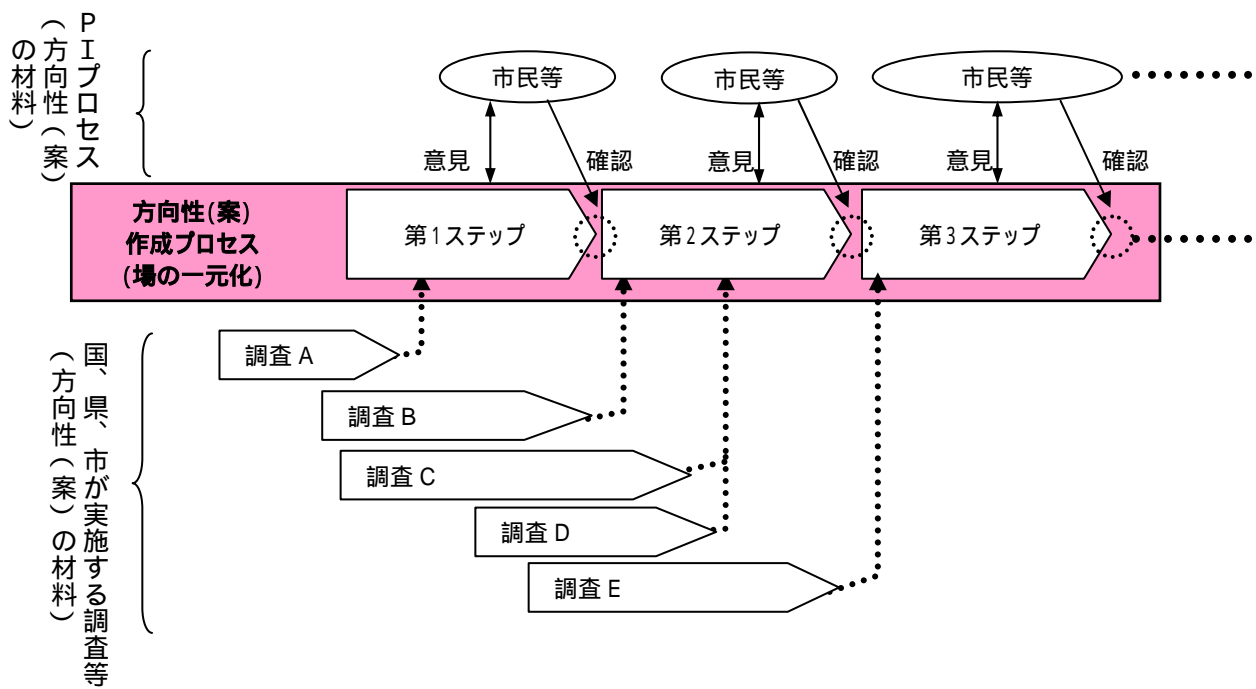 PIプロセス
(方向性(案)
の材料)
市民等
市民等
市民等
意見
確認
意見
確認
意見
確認
方向性(案)
作成プロセス
(場の一元化)
第1ステップ
第2ステップ
第3ステップ
国、県、市が実施する調査等
(方向性(案)の材料)
調査A
調査B
調査C
調査D
調査E